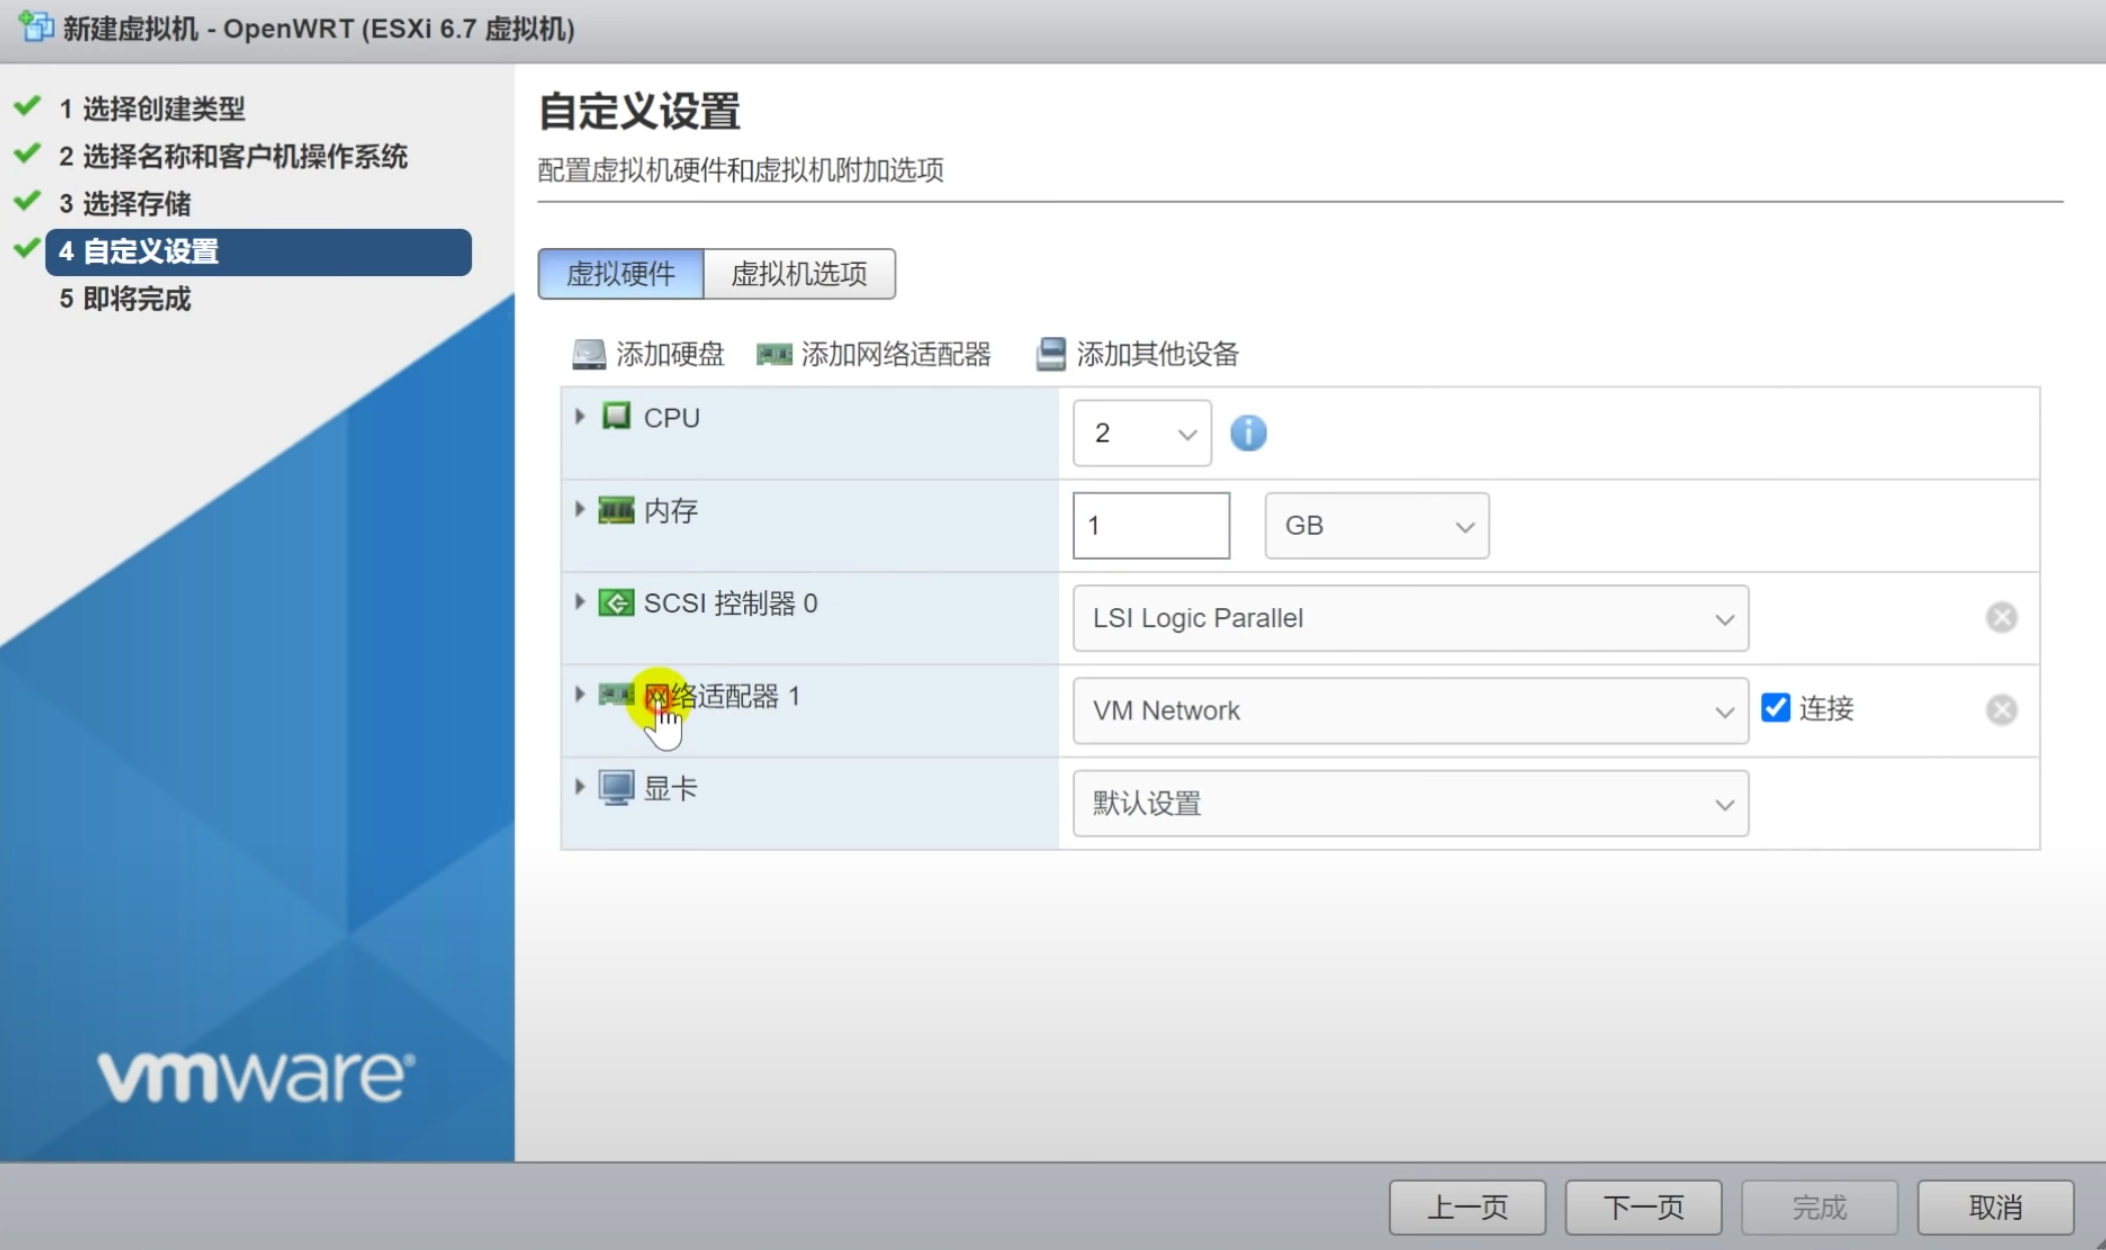 新建虚拟机 - OpenWRT (ESXi 6.7 虚拟机)
1 选择创建类型
2 选择名称和客户机操作系统
3 选择存储
4 自定义设置
5 即将完成
vmware®
自定义设置
配置虚拟机硬件和虚拟机附加选项
虚拟硬件 虚拟机选项
添加硬盘 添加网络适配器 添加其他设备
CPU 2
内存 1 GB
SCSI 控制器 0 LSI Logic Parallel
网络适配器 1 VM Network 连接
显卡 默认设置
上一页 下一页 完成 取消